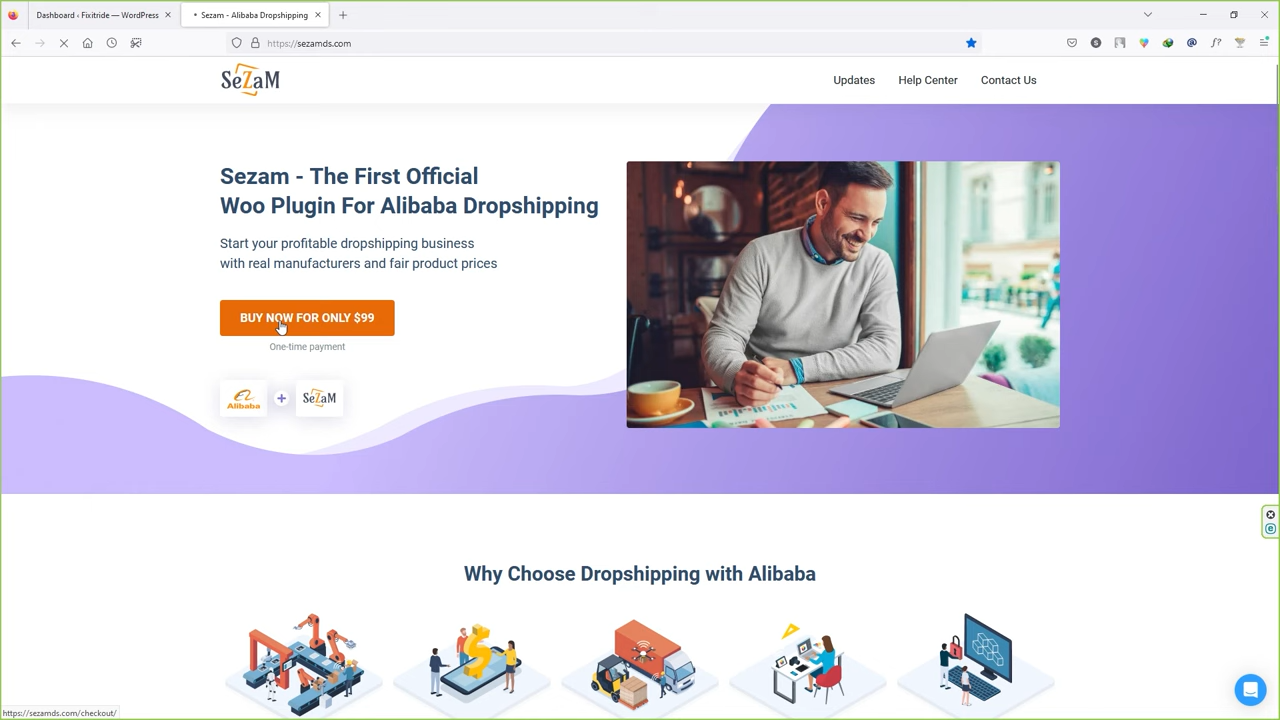 Dashboard ‹ Fixitride — WordPress
Sezam - Alibaba Dropshipping
https://sezamds.com
SeZaM
Updates
Help Center
Contact Us
Sezam - The First Official
Woo Plugin For Alibaba Dropshipping
Start your profitable dropshipping business
with real manufacturers and fair product prices
BUY NOW FOR ONLY $99
One-time payment
Alibaba
SeZaM
Why Choose Dropshipping with Alibaba
https://sezamds.com/checkout/